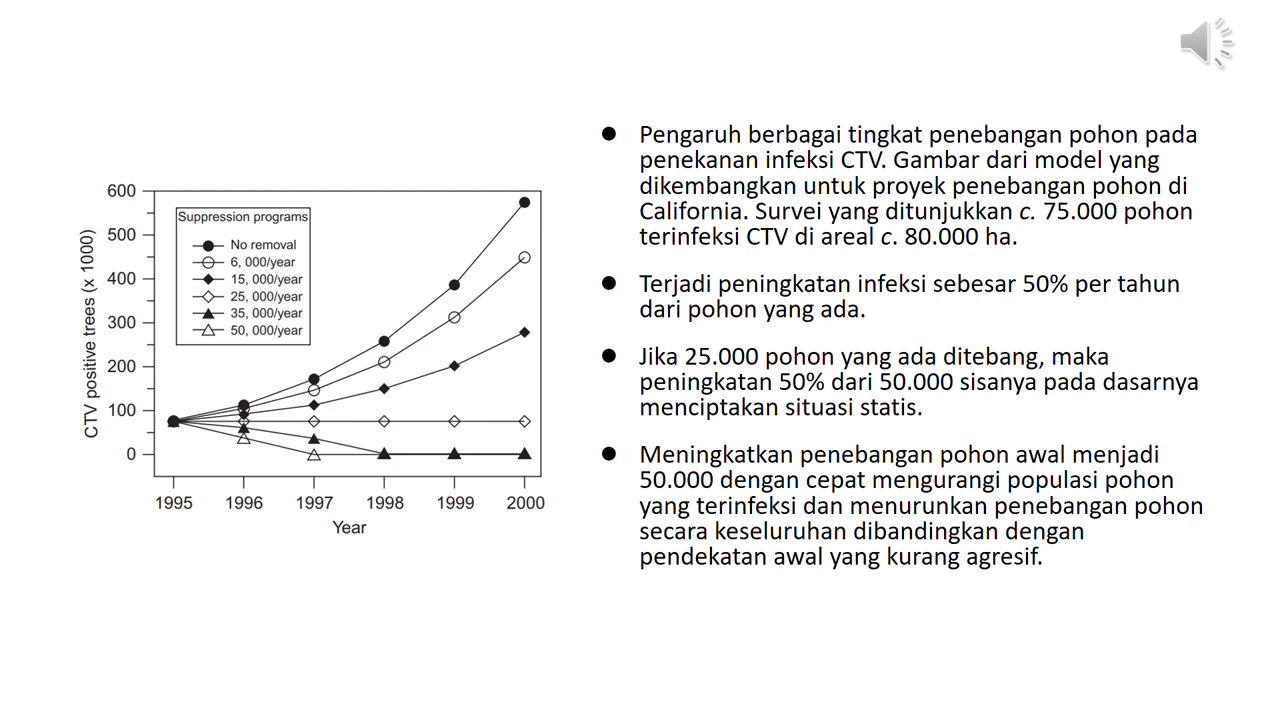 600
500
400
300
200
100
0
CTV positive trees (x 1000)
Suppression programs
No removal
6, 000/year
15, 000/year
25, 000/year
35, 000/year
50, 000/year
1995 1996 1997 1998 1999 2000
Year
● Pengaruh berbagai tingkat penebangan pohon pada
penekanan infeksi CTV. Gambar dari model yang
dikembangkan untuk proyek penebangan pohon di
California. Survei yang ditunjukkan c. 75.000 pohon
terinfeksi CTV di areal c. 80.000 ha.
● Terjadi peningkatan infeksi sebesar 50% per tahun
dari pohon yang ada.
● Jika 25.000 pohon yang ada ditebang, maka
peningkatan 50% dari 50.000 sisanya pada dasarnya
menciptakan situasi statis.
● Meningkatkan penebangan pohon awal menjadi
50.000 dengan cepat mengurangi populasi pohon
yang terinfeksi dan menurunkan penebangan pohon
secara keseluruhan dibandingkan dengan
pendekatan awal yang kurang agresif.